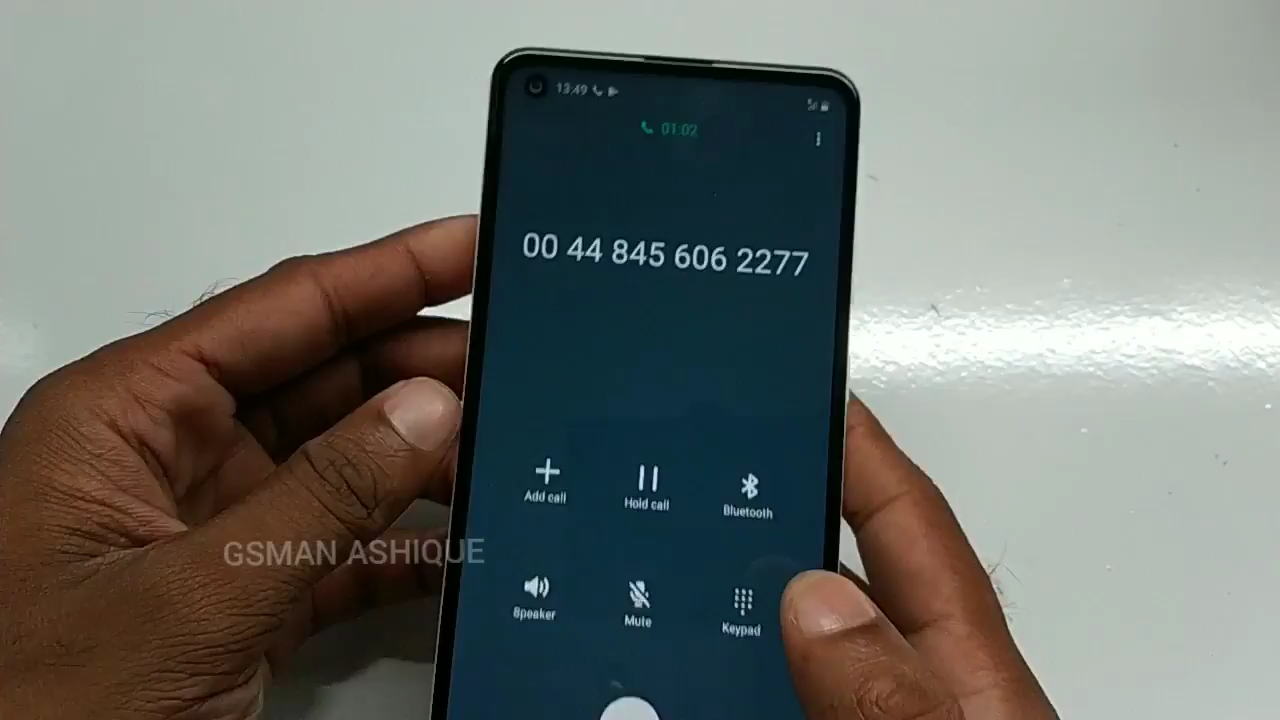 13:49
01:02
00 44 845 606 2277
Add call
Hold call
Bluetooth
GSMAN ASHIQUE
Speaker
Mute
Keypad